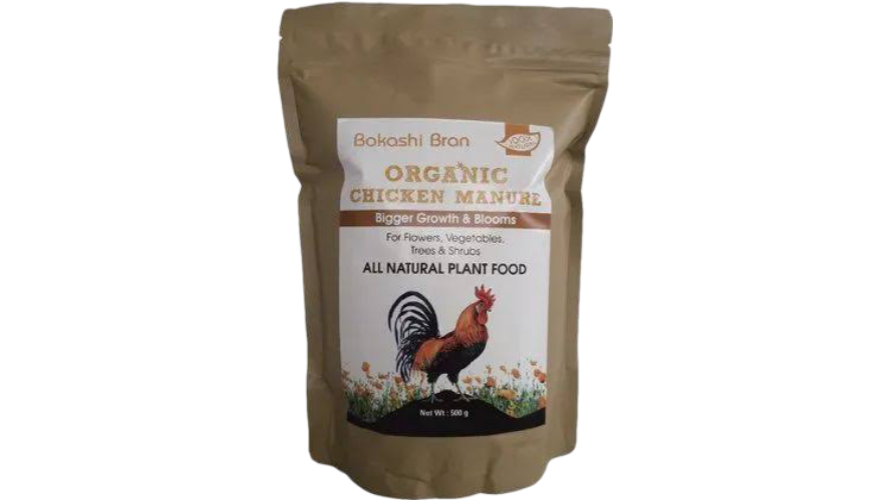 Bokashi Bran
100%
ORGANIC
CHICKEN MANURE
Bigger Growth & Blooms
For Flowers, Vegetables,
Trees & Shrubs
ALL NATURAL PLANT FOOD
Net Wt : 500 g